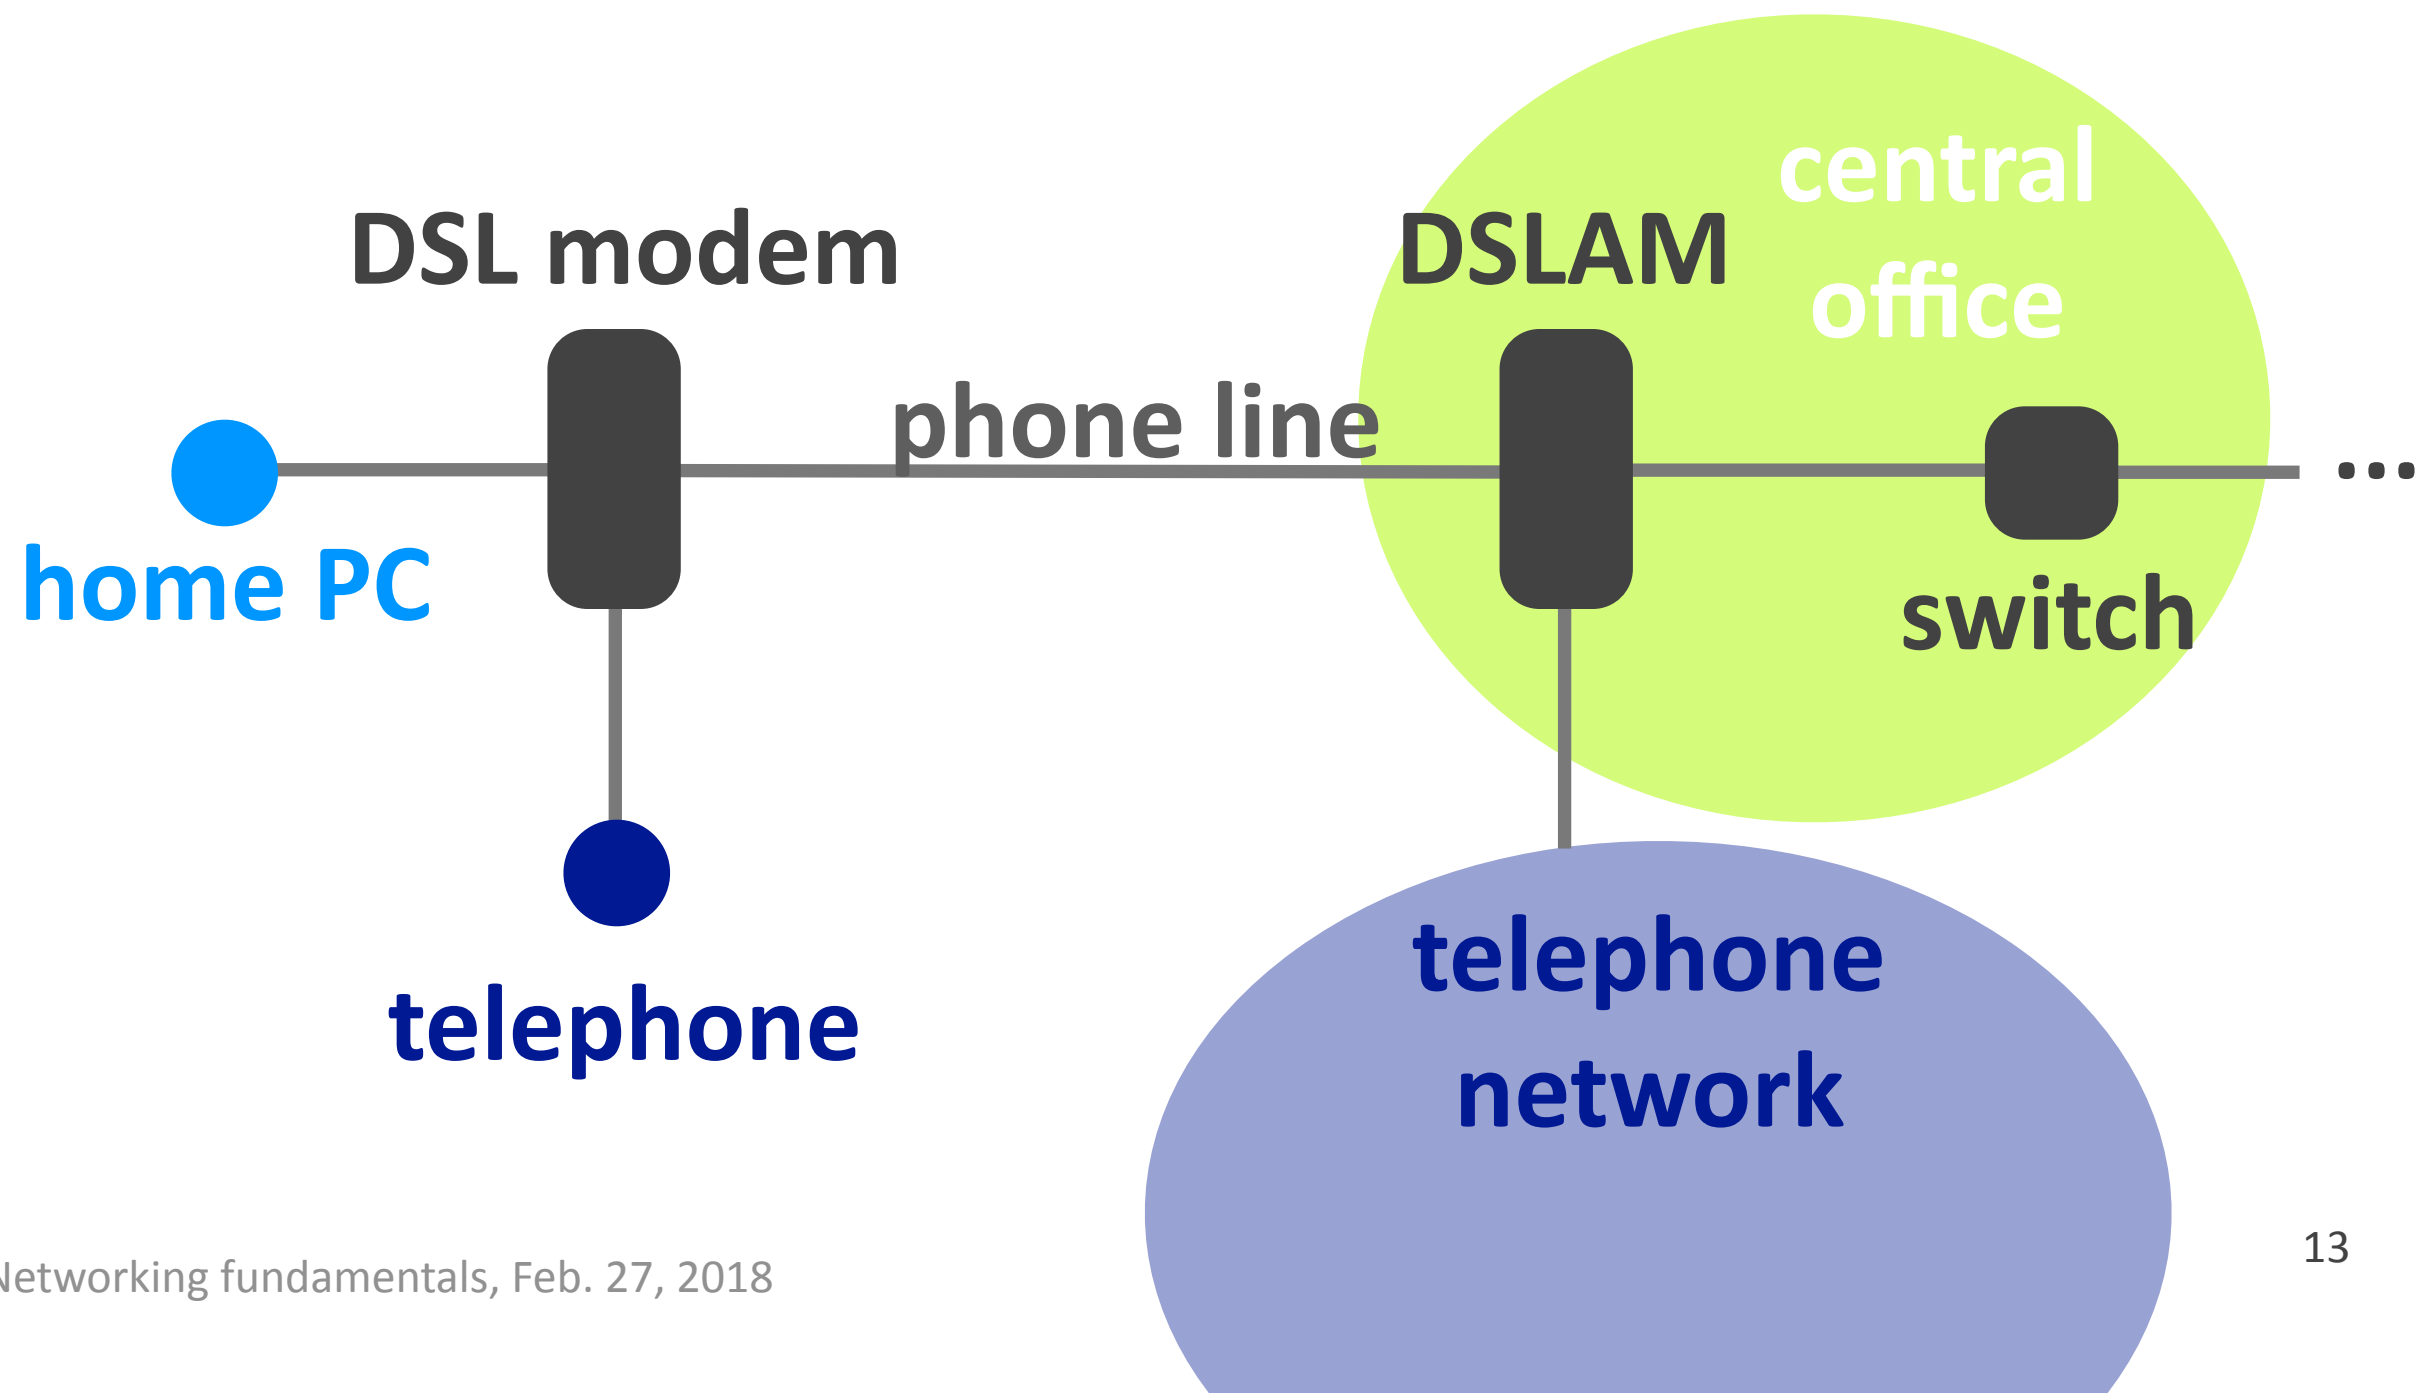 central
office
DSL modem
DSLAM
phone line
...
home PC
switch
telephone
network
telephone
Networking fundamentals, Feb. 27, 2018
13